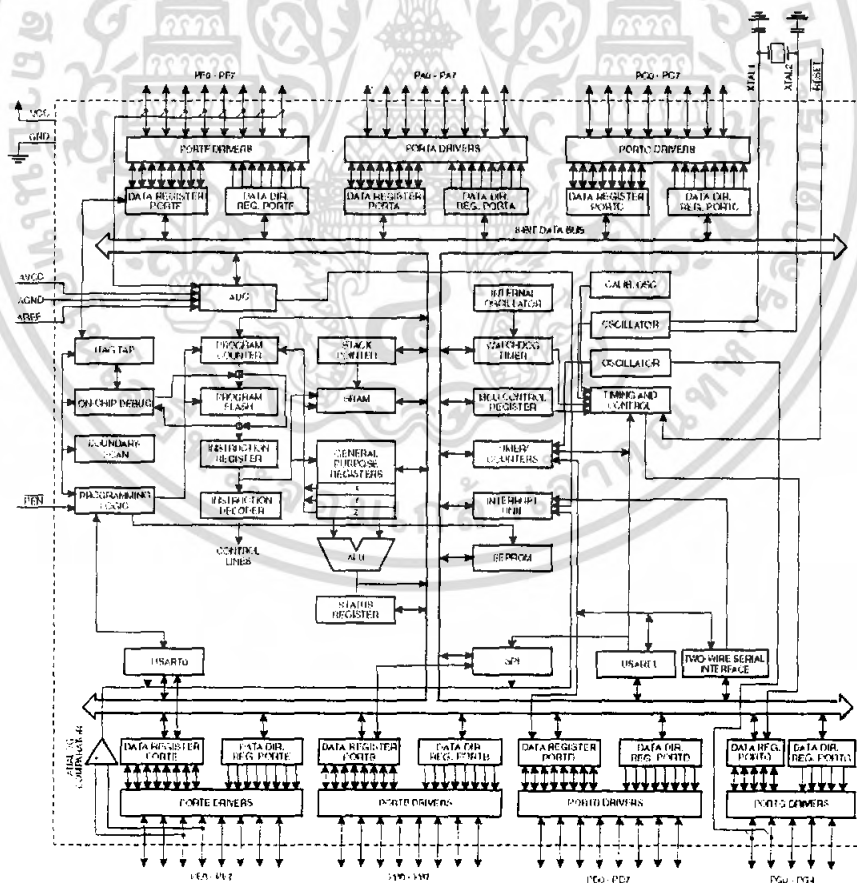 PF0 - PF7
PA0 - PA7
PC0 - PC7
XTAL1
XTAL2
RESET
VCC
GND
PORTF DRIVERS
PORTA DRIVERS
PORTC DRIVERS
DATA REGISTER
PORTF
DATA DIR.
REG. PORTF
DATA REGISTER
PORTA
DATA DIR.
REG. PORTA
DATA REGISTER
PORTC
DATA DIR.
REG. PORTC
8-BIT DATA BUS
AVCC
AGND
AREF
ADC
INTERNAL
OSCILLATOR
CALIB. OSC
OSCILLATOR
OSCILLATOR
JTAG TAP
PROGRAM
COUNTER
STACK
POINTER
WATCHDOG
TIMER
ON-CHIP DEBUG
PROGRAM
FLASH
SRAM
MCU CONTROL
REGISTER
TIMING AND
CONTROL
BOUNDARY-
SCAN
INSTRUCTION
REGISTER
GENERAL
PURPOSE
REGISTERS
X
Y
Z
TIMER/
COUNTERS
PEN
PROGRAMMING
LOGIC
INSTRUCTION
DECODER
INTERRUPT
UNIT
CONTROL
LINES
ALU
EEPROM
STATUS
REGISTER
USART0
SPI
USART1
TWO-WIRE SERIAL
INTERFACE
ANALOG
COMPARATOR
DATA REGISTER
PORTE
DATA DIR.
REG. PORTE
DATA REGISTER
PORTB
DATA DIR.
REG. PORTB
DATA REGISTER
PORTD
DATA DIR.
REG. PORTD
DATA REG.
PORTG
DATA DIR.
REG. PORTG
PORTE DRIVERS
PORTB DRIVERS
PORTD DRIVERS
PORTG DRIVERS
PE0 - PE7
PB0 - PB7
PD0 - PD7
PG0 - PG4